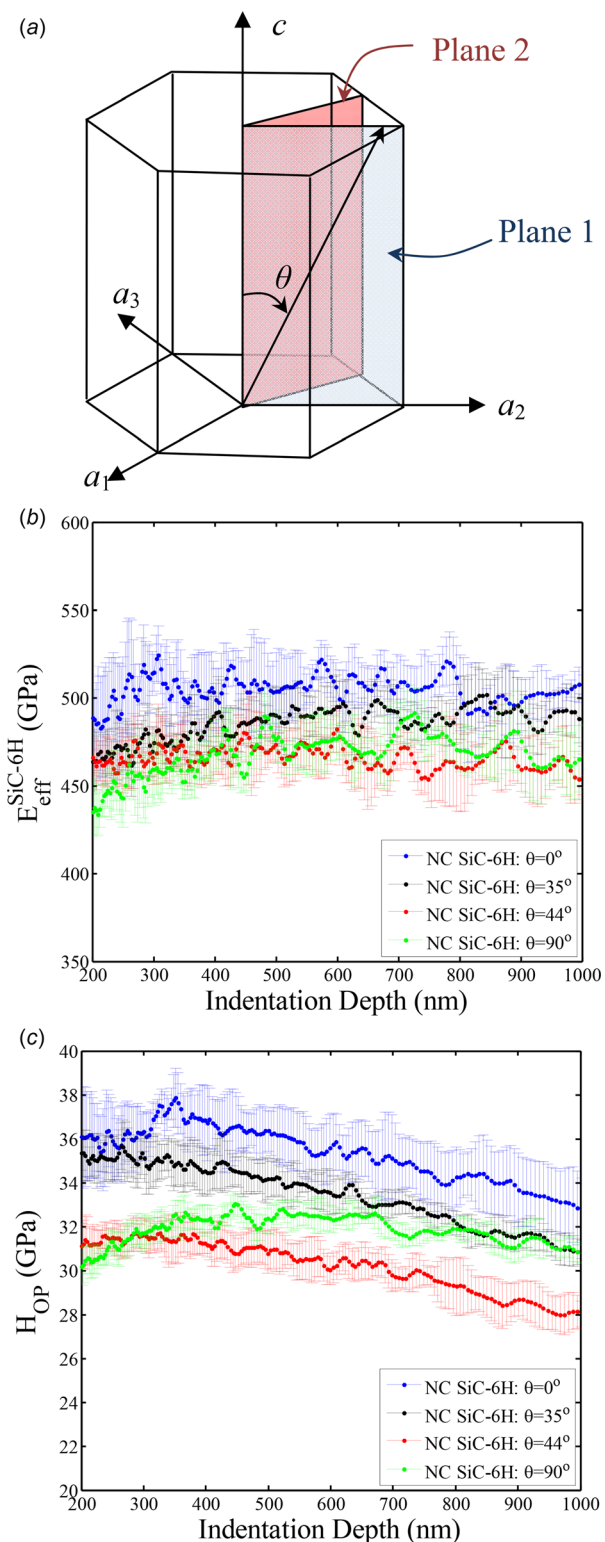 (a)
c
Plane 2
Plane 1
θ
a3
a2
a1
(b)
600
550
500
450
400
350
E_eff^SiC-6H (GPa)
NC SiC-6H: θ=0°
NC SiC-6H: θ=35°
NC SiC-6H: θ=44°
NC SiC-6H: θ=90°
200 300 400 500 600 700 800 900 1000
Indentation Depth (nm)
(c)
40
38
36
34
32
30
28
26
24
22
20
H_OP (GPa)
NC SiC-6H: θ=0°
NC SiC-6H: θ=35°
NC SiC-6H: θ=44°
NC SiC-6H: θ=90°
200 300 400 500 600 700 800 900 1000
Indentation Depth (nm)